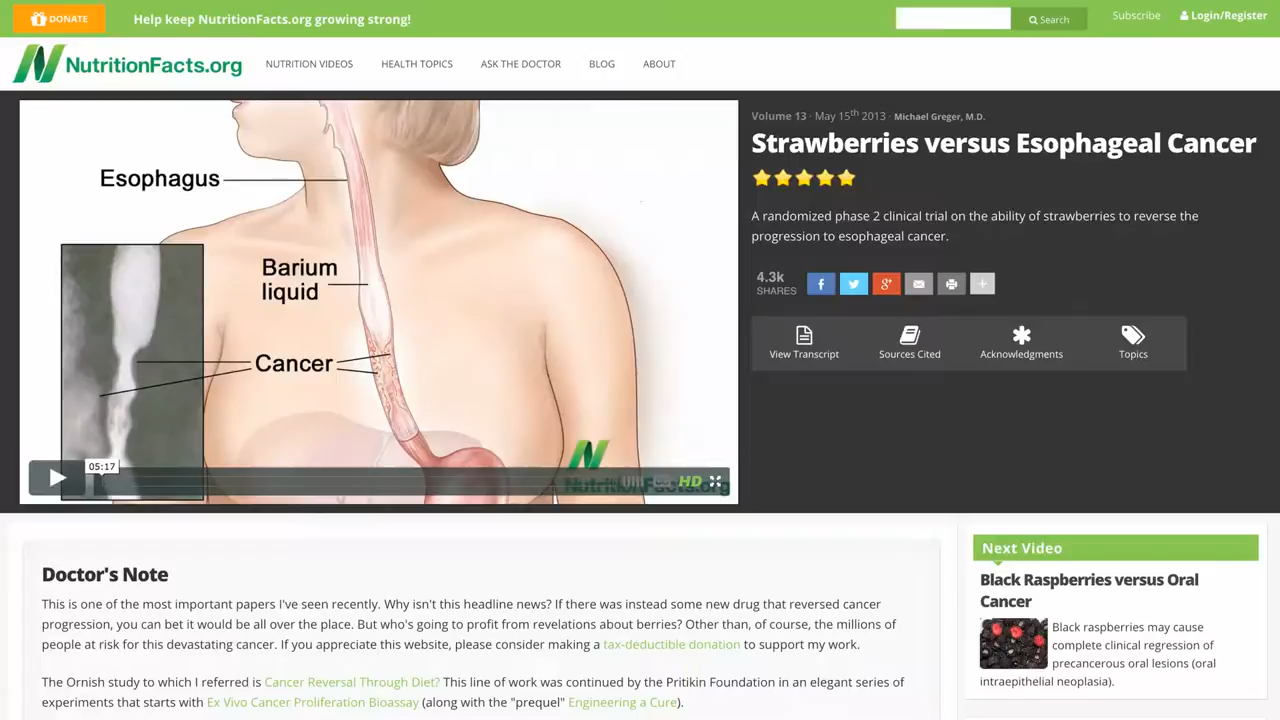 DONATE
Help keep NutritionFacts.org growing strong!
Search
Subscribe
Login/Register
NutritionFacts.org
NUTRITION VIDEOS
HEALTH TOPICS
ASK THE DOCTOR
BLOG
ABOUT
Esophagus
Barium
liquid
Cancer
05:17
HD
NutritionFacts.org
Volume 13 · May 15th 2013 · Michael Greger, M.D.
Strawberries versus Esophageal Cancer
A randomized phase 2 clinical trial on the ability of strawberries to reverse the
progression to esophageal cancer.
4.3k
SHARES
View Transcript
Sources Cited
Acknowledgments
Topics
Doctor's Note
This is one of the most important papers I've seen recently. Why isn't this headline news? If there was instead some new drug that reversed cancer
progression, you can bet it would be all over the place. But who's going to profit from revelations about berries? Other than, of course, the millions of
people at risk for this devastating cancer. If you appreciate this website, please consider making a tax-deductible donation to support my work.
The Ornish study to which I referred is Cancer Reversal Through Diet? This line of work was continued by the Pritikin Foundation in an elegant series of
experiments that starts with Ex Vivo Cancer Proliferation Bioassay (along with the "prequel" Engineering a Cure).
Next Video
Black Raspberries versus Oral
Cancer
Black raspberries may cause
complete clinical regression of
precancerous oral lesions (oral
intraepithelial neoplasia).